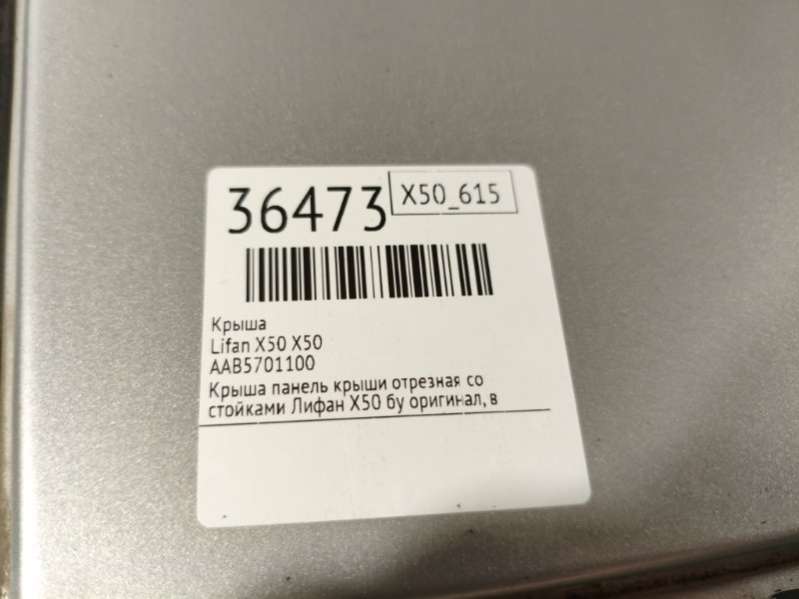 36473
X50_615
Крыша
Lifan X50 X50
AAB5701100
Крыша панель крыши отрезная со
стойками Лифан X50 бу оригинал, в